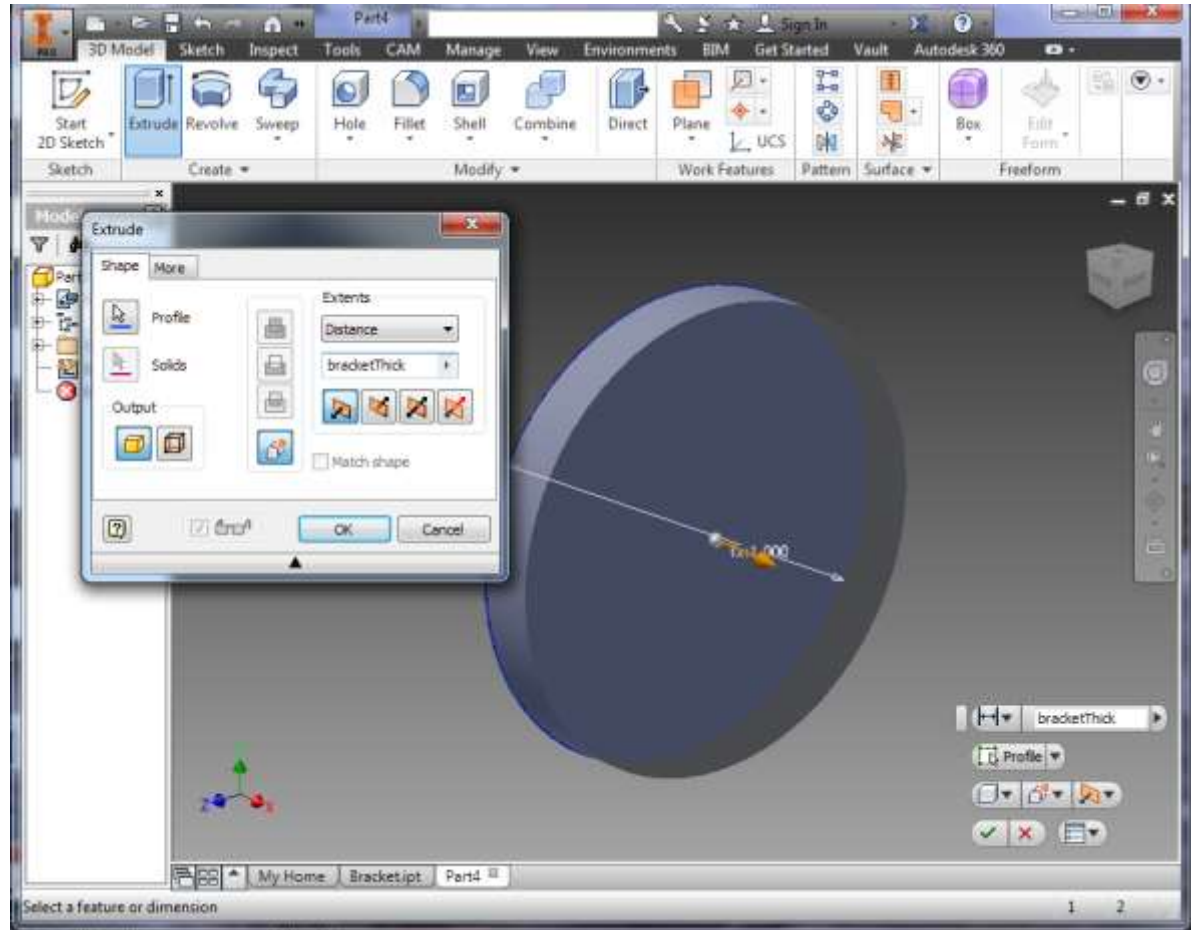 PRO
Part4
Sign In
3D Model Sketch Inspect Tools CAM Manage View Environments BIM Get Started Vault Autodesk 360
Start
2D Sketch
Extrude
Revolve
Sweep
Hole
Fillet
Shell
Combine
Direct
Plane
UCS
Box
Edit
Form
Sketch
Create
Modify
Work Features
Pattern
Surface
Freeform
Extrude
Shape
More
Profile
Solids
Output
Extents
Distance
bracketThick
Match shape
OK
Cancel
Part
bracketThick
Profile
My Home
Bracket.ipt
Part4
Select a feature or dimension
1 2